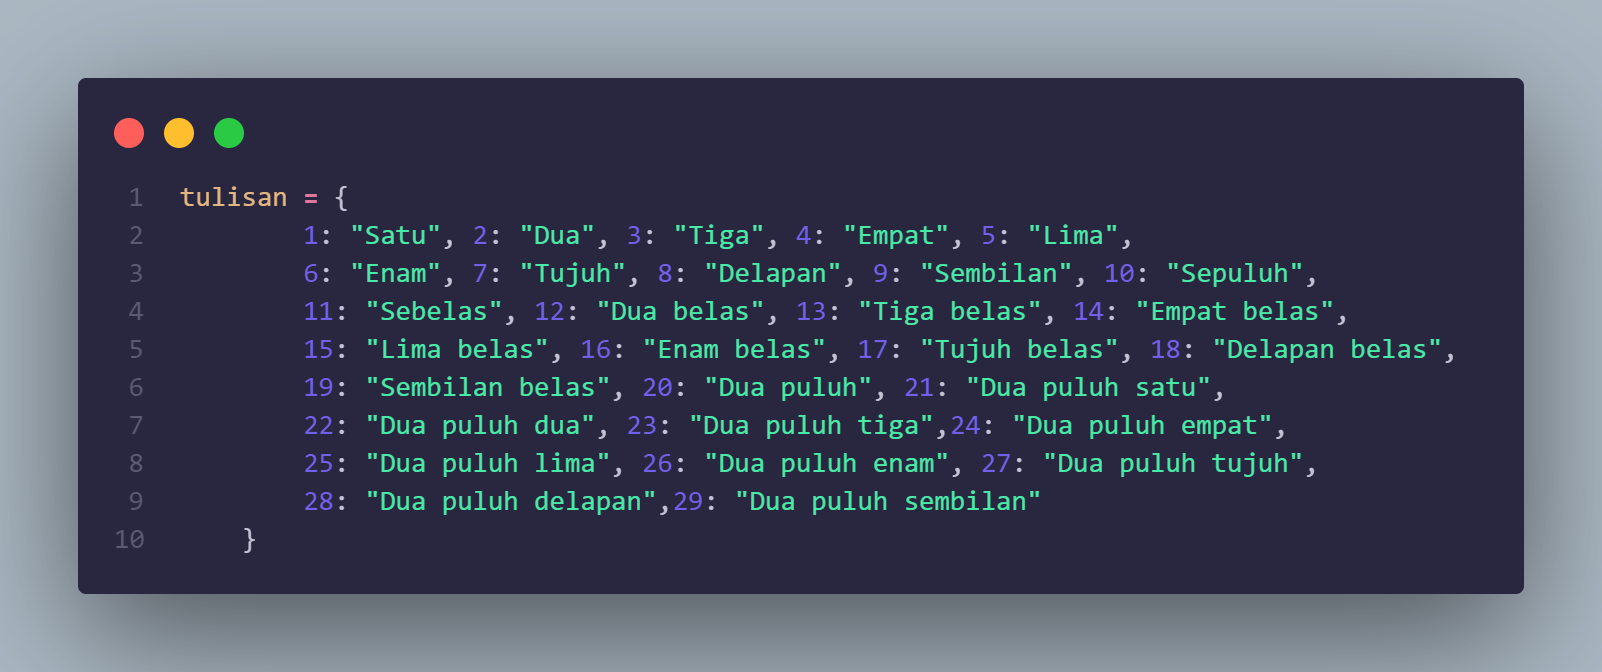 1 tulisan = {
2 1: "Satu", 2: "Dua", 3: "Tiga", 4: "Empat", 5: "Lima",
3 6: "Enam", 7: "Tujuh", 8: "Delapan", 9: "Sembilan", 10: "Sepuluh",
4 11: "Sebelas", 12: "Dua belas", 13: "Tiga belas", 14: "Empat belas",
5 15: "Lima belas", 16: "Enam belas", 17: "Tujuh belas", 18: "Delapan belas",
6 19: "Sembilan belas", 20: "Dua puluh", 21: "Dua puluh satu",
7 22: "Dua puluh dua", 23: "Dua puluh tiga",24: "Dua puluh empat",
8 25: "Dua puluh lima", 26: "Dua puluh enam", 27: "Dua puluh tujuh",
9 28: "Dua puluh delapan",29: "Dua puluh sembilan"
10 }